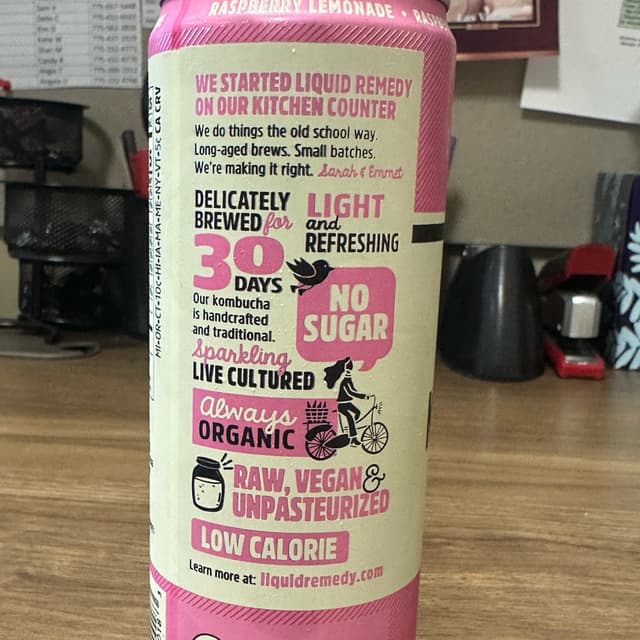 RASPBERRY LEMONADE •
WE STARTED LIQUID REMEDY
ON OUR KITCHEN COUNTER
We do things the old school way.
Long-aged brews. Small batches.
We're making it right. Sarah & Emmet
DELICATELY
BREWED for
30
DAYS
LIGHT
and
REFRESHING
Our kombucha
is handcrafted
and traditional.
NO
SUGAR
Sparkling
LIVE CULTURED
Always
ORGANIC
RAW, VEGAN &
UNPASTEURIZED
LOW CALORIE
Learn more at: liquidremedy.com
MI-OR-CT-10¢•HI-IA-MA-ME-NY-VT-5¢ CA CRV